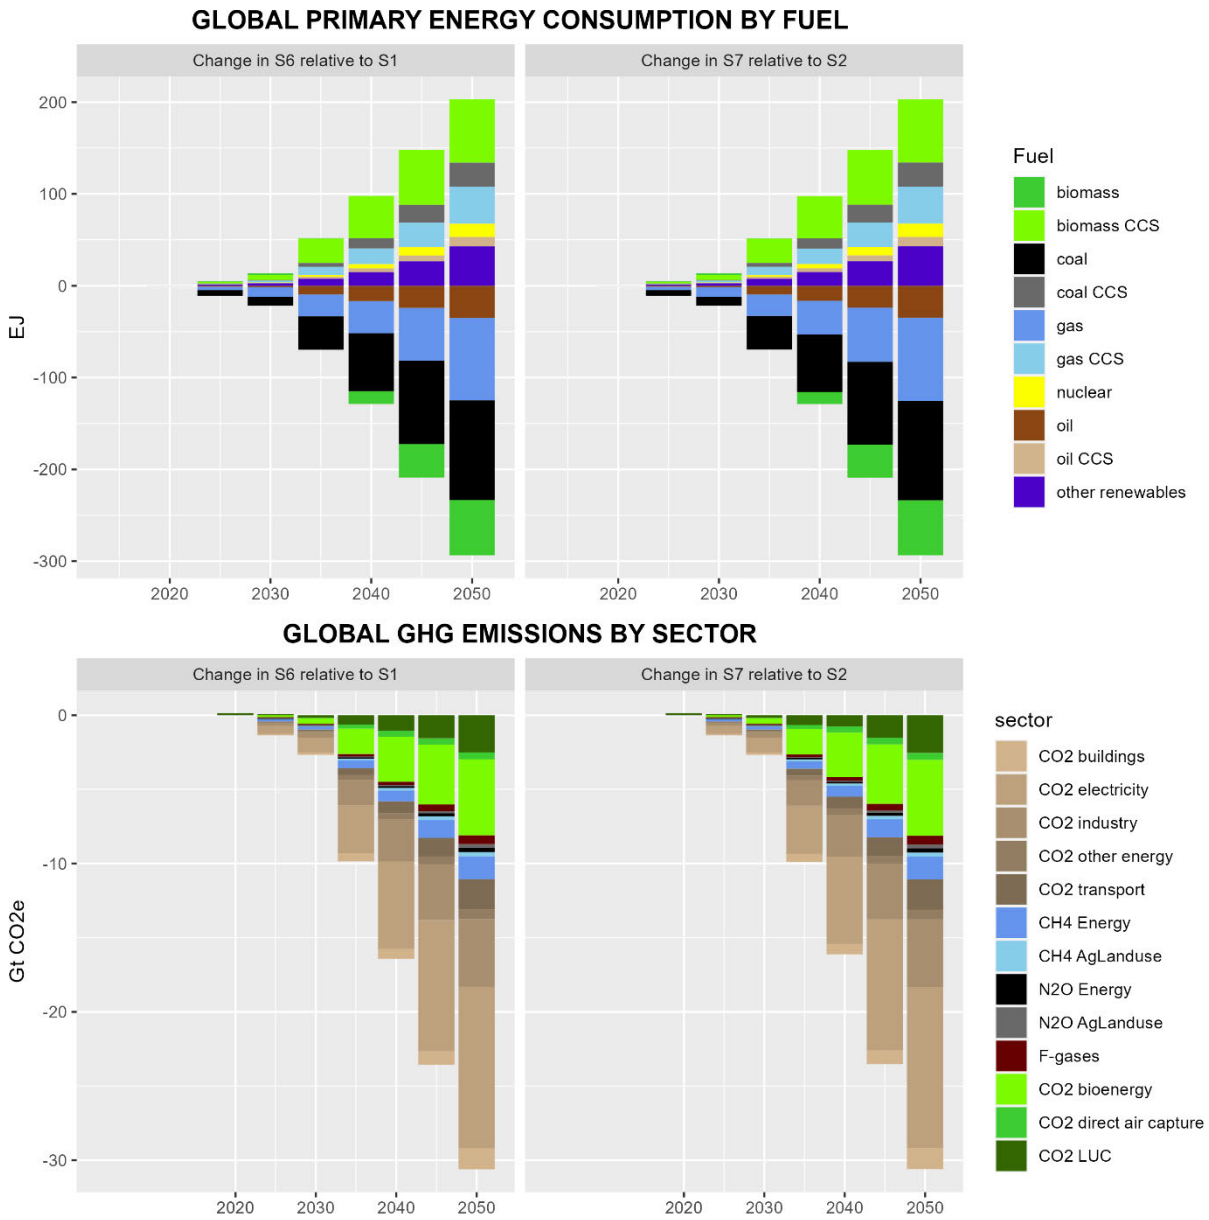 GLOBAL PRIMARY ENERGY CONSUMPTION BY FUEL
Change in S6 relative to S1
Change in S7 relative to S2
200
100
0
-100
-200
-300
EJ
2020
2030
2040
2050
2020
2030
2040
2050
Fuel
biomass
biomass CCS
coal
coal CCS
gas
gas CCS
nuclear
oil
oil CCS
other renewables
GLOBAL GHG EMISSIONS BY SECTOR
Change in S6 relative to S1
Change in S7 relative to S2
0
-10
-20
-30
Gt CO2e
2020
2030
2040
2050
2020
2030
2040
2050
sector
CO2 buildings
CO2 electricity
CO2 industry
CO2 other energy
CO2 transport
CH4 Energy
CH4 AgLanduse
N2O Energy
N2O AgLanduse
F-gases
CO2 bioenergy
CO2 direct air capture
CO2 LUC